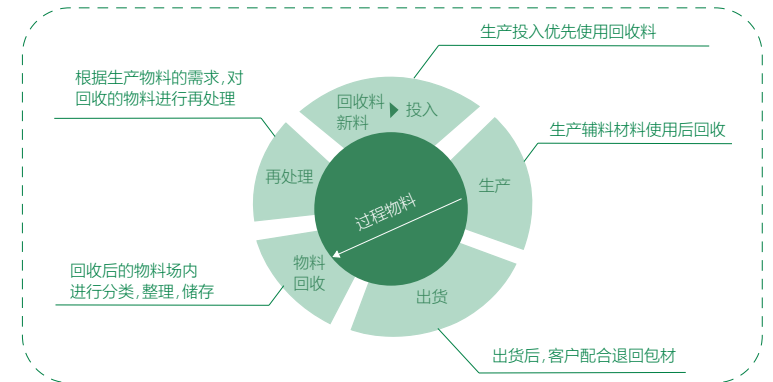 生产投入优先使用回收料
根据生产物料的需求,对
回收的物料进行再处理
回收料
新料
投入
生产辅料材料使用后回收
再处理
生产
过程物料
物料
回收
回收后的物料场内
进行分类,整理,储存
出货
出货后,客户配合退回包材